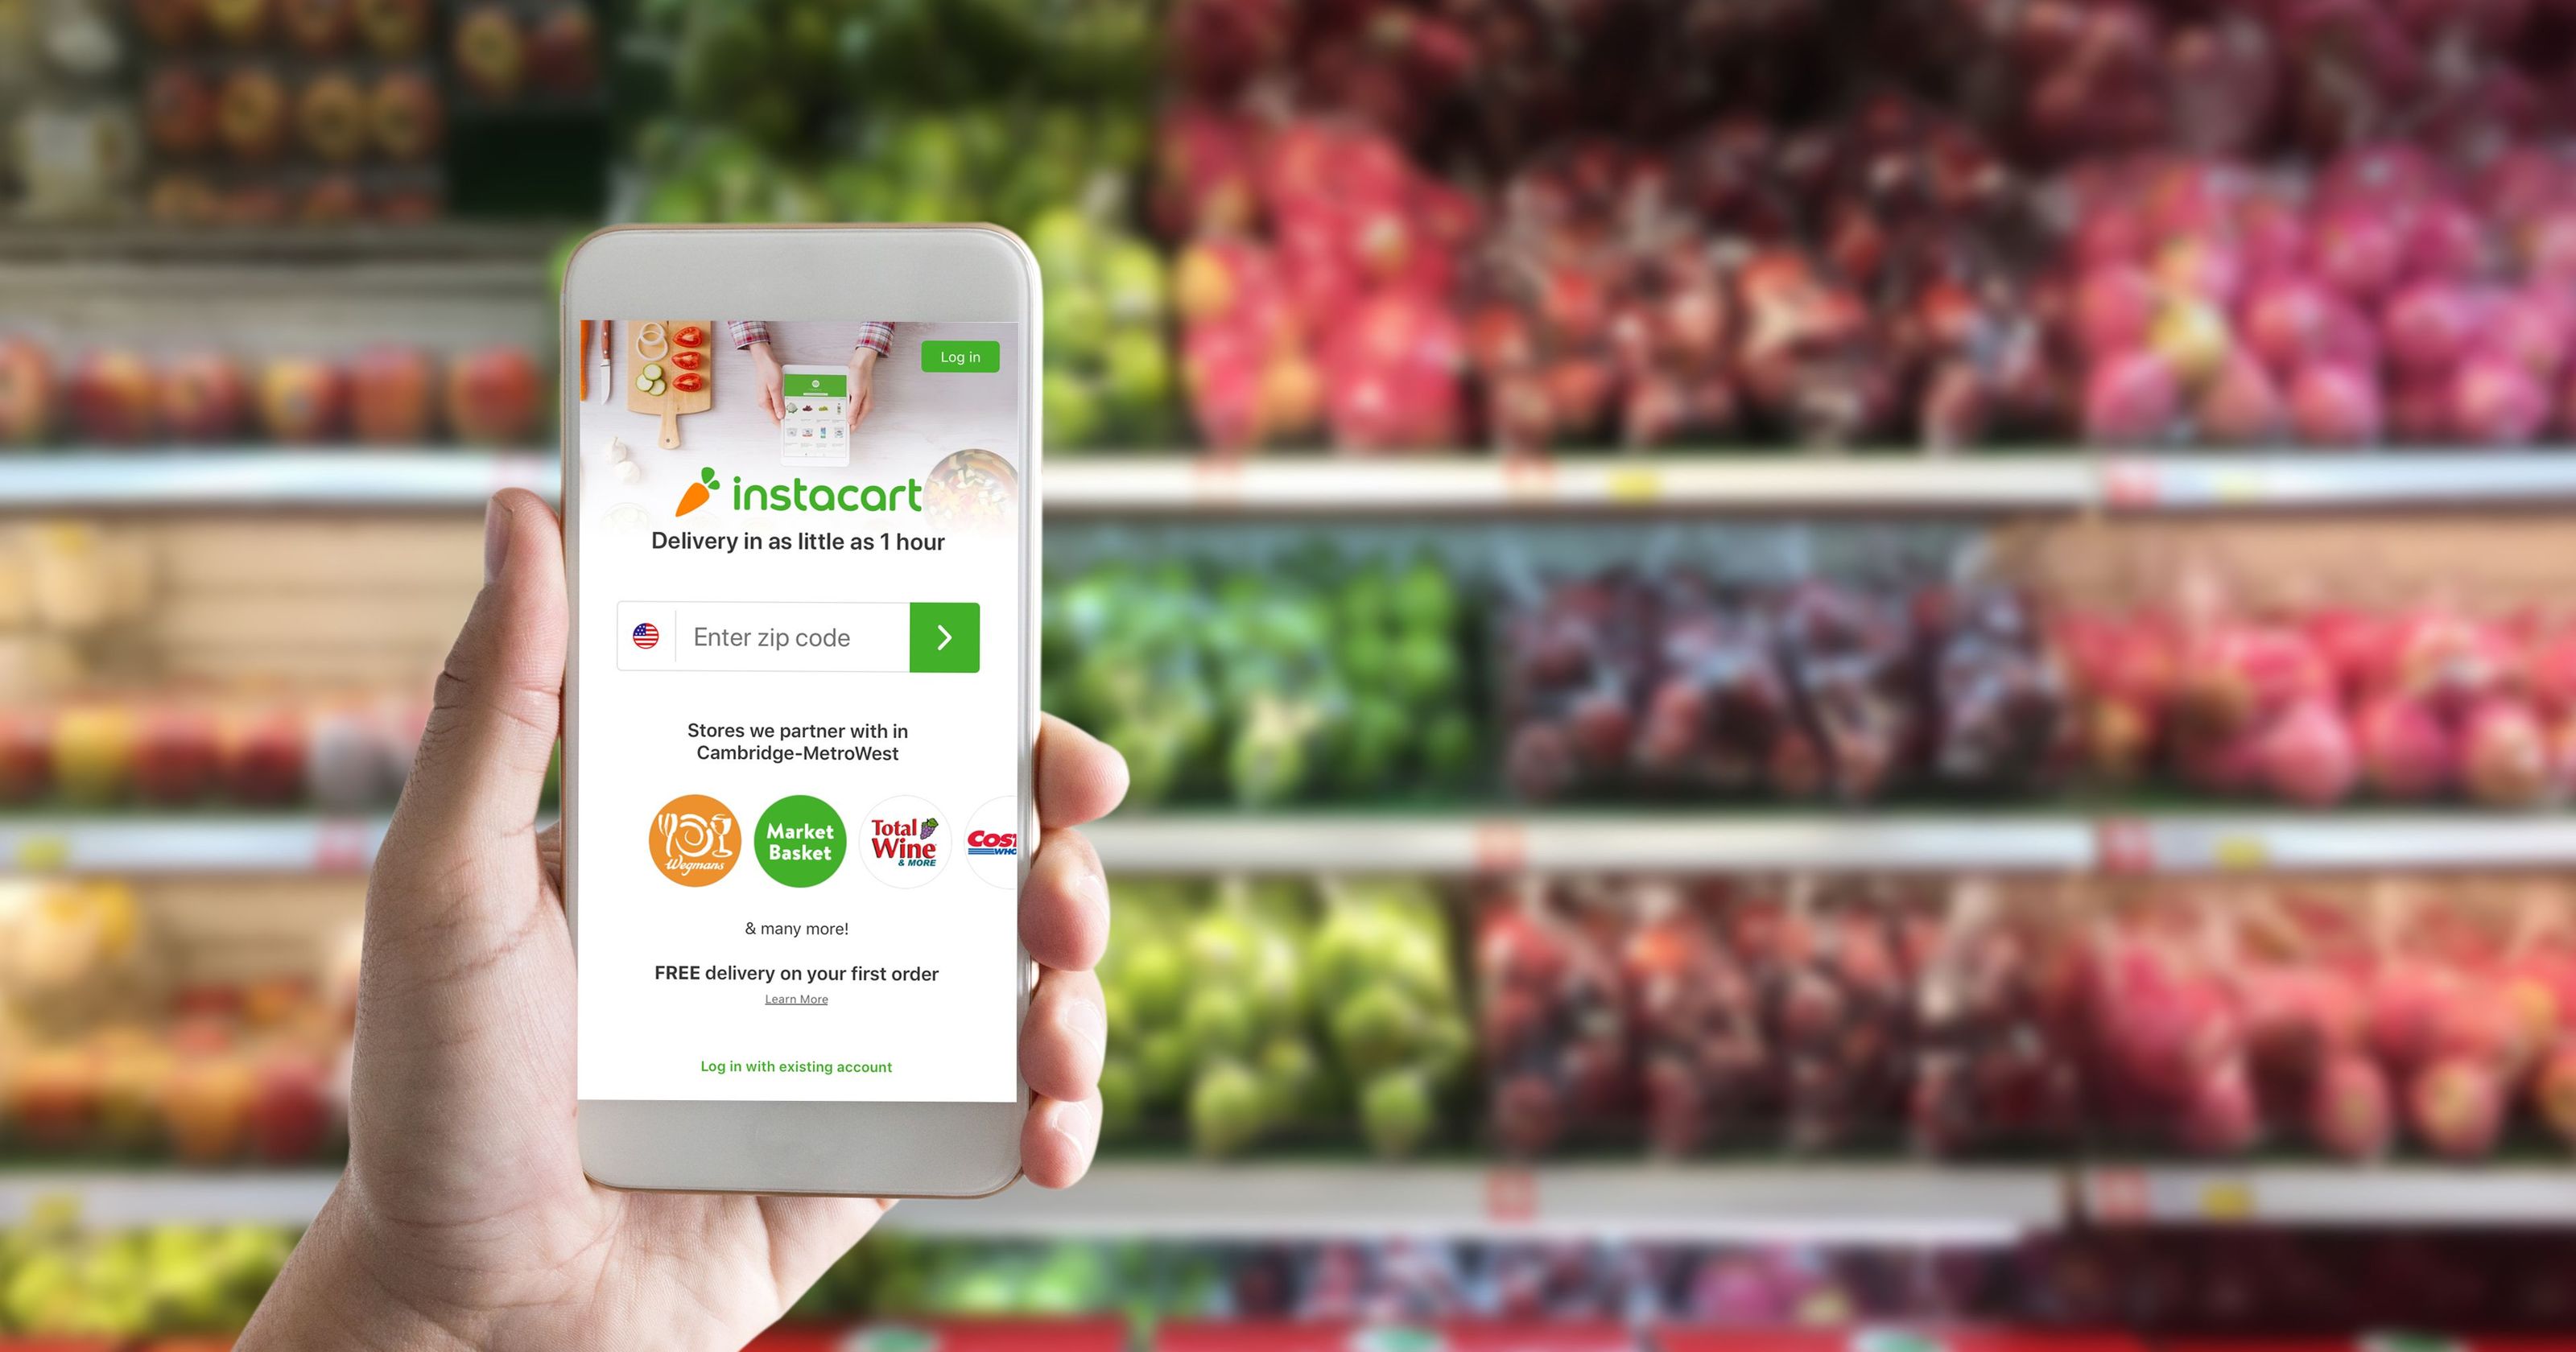 Log in
instacart
Delivery in as little as 1 hour
Enter zip code
Stores we partner with in
Cambridge-MetroWest
Wegmans
Market
Basket
Total
Wine
& MORE
& many more!
FREE delivery on your first order
Learn More
Log in with existing account